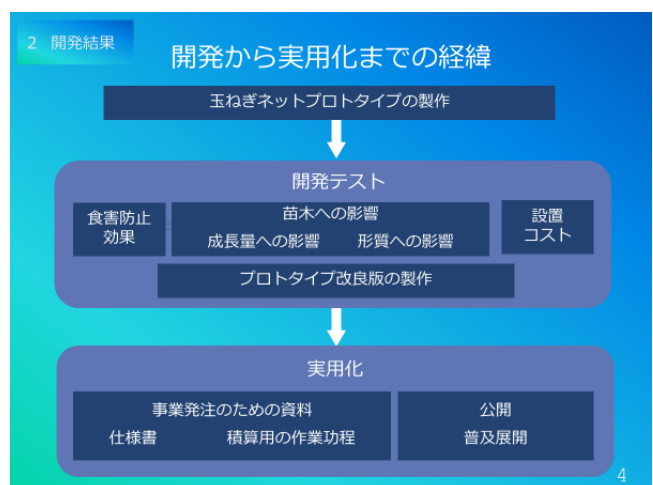 2 開発結果
開発から実用化までの経緯
玉ねぎネットプロトタイプの製作
開発テスト
食害防止
効果
苗木への影響
成長量への影響 形質への影響
設置
コスト
プロトタイプ改良版の製作
実用化
事業発注のための資料
仕様書 積算用の作業功程
公開
普及展開
4